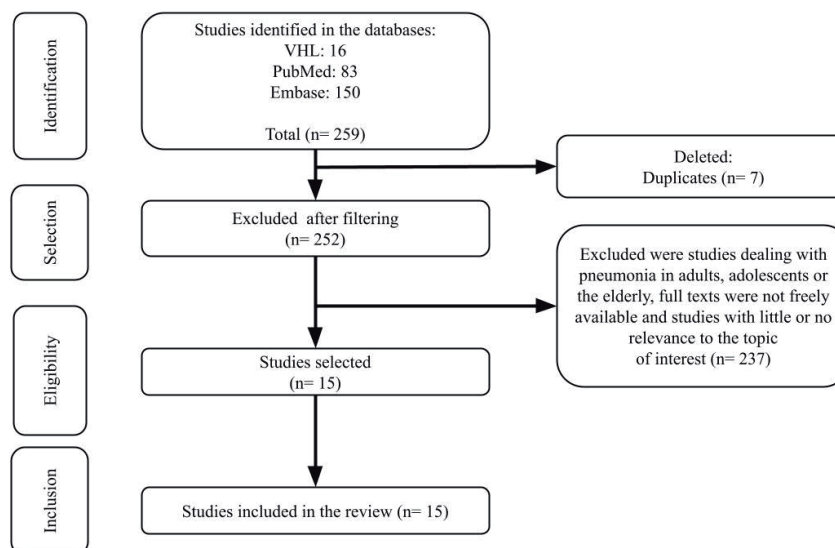 Identification
Studies identified in the databases:
VHL: 16
PubMed: 83
Embase: 150
Total (n= 259)
Deleted:
Duplicates (n= 7)
Selection
Excluded after filtering
(n = 252)
Excluded were studies dealing with
pneumonia in adults, adolescents or
the elderly, full texts were not freely
available and studies with little or no
relevance to the topic
of interest (n= 237)
Eligibility
Studies selected
(n= 15)
Inclusion
Studies included in the review (n= 15)